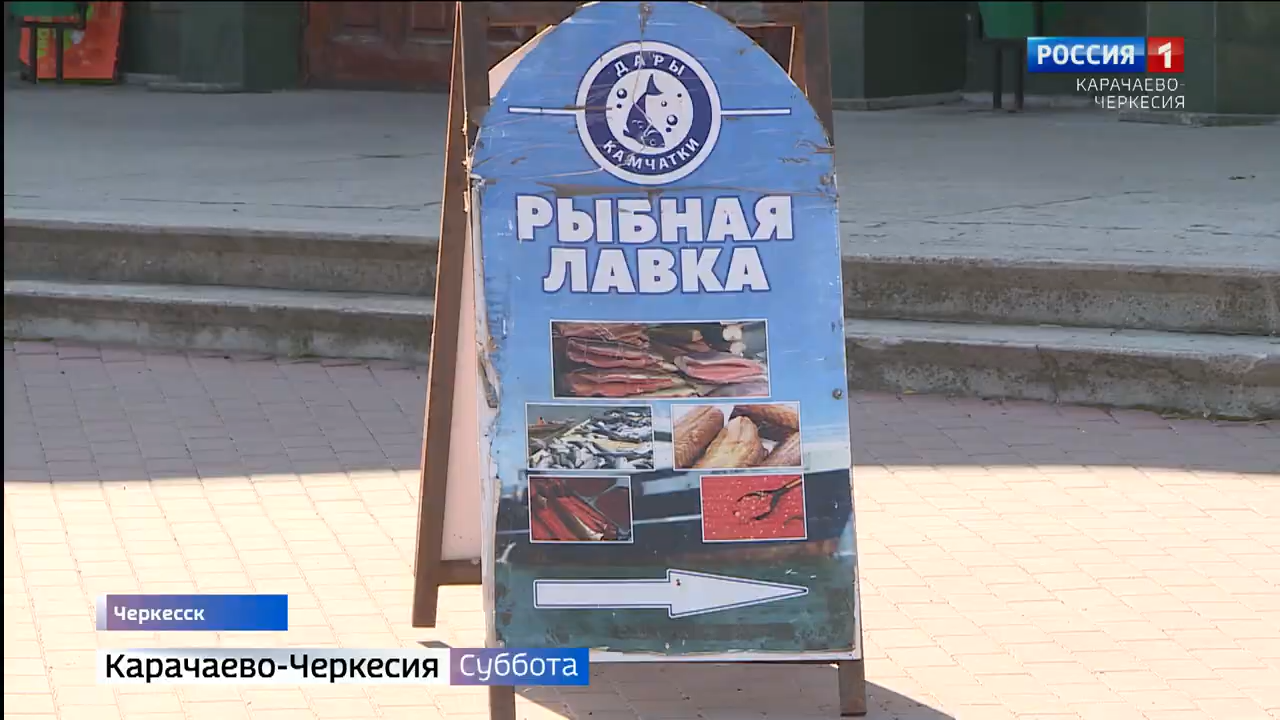 РОССИЯ 1
КАРАЧАЕВО-
ЧЕРКЕСИЯ
ДАРЫ
КАМЧАТКИ
РЫБНАЯ
ЛАВКА
Черкесск
Карачаево-Черкесия Суббота